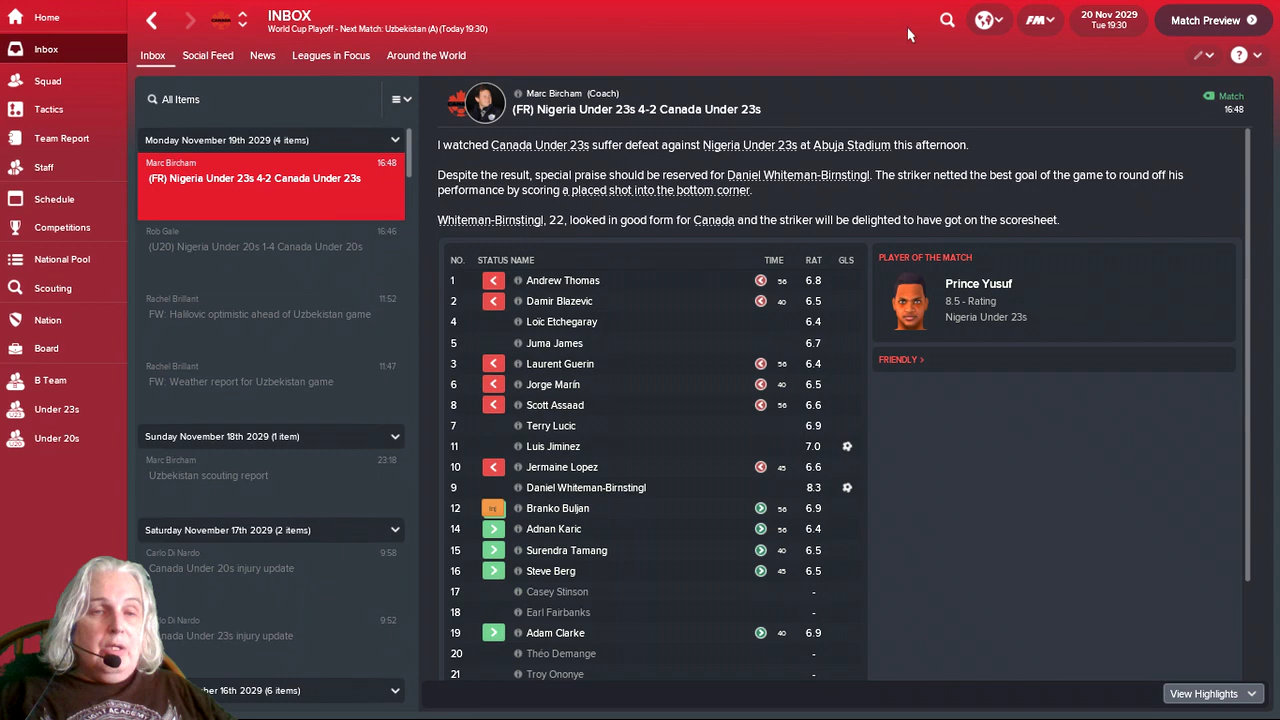 Home
INBOX
World Cup Playoff - Next Match: Uzbekistan (A) (Today 19:30)
FM
20 Nov 2029
Tue 19:30
Match Preview
Inbox
Inbox
Social Feed
News
Leagues in Focus
Around the World
?
Squad
Tactics
Team Report
Staff
Schedule
Competitions
National Pool
Scouting
Nation
Board
B Team
Under 23s
Under 20s
All Items
Monday November 19th 2029 (4 items)
Marc Bircham
16:48
(FR) Nigeria Under 23s 4-2 Canada Under 23s
Rob Gale
16:46
(U20) Nigeria Under 20s 1-4 Canada Under 20s
Rachel Brillant
11:52
FW: Halilovic optimistic ahead of Uzbekistan game
Rachel Brillant
11:47
FW: Weather report for Uzbekistan game
Sunday November 18th 2029 (1 item)
Marc Bircham
23:18
Uzbekistan scouting report
Saturday November 17th 2029 (2 items)
Carlo Di Nardo
9:58
Canada Under 20s injury update
lo Di Nardo
9:52
anada Under 23s injury update
mber 16th 2029 (6 items)
Marc Bircham (Coach)
(FR) Nigeria Under 23s 4-2 Canada Under 23s
Match
16:48
I watched Canada Under 23s suffer defeat against Nigeria Under 23s at Abuja Stadium this afternoon.
Despite the result, special praise should be reserved for Daniel Whiteman-Birnstingl. The striker netted the best goal of the game to round off his
performance by scoring a placed shot into the bottom corner.
Whiteman-Birnstingl, 22, looked in good form for Canada and the striker will be delighted to have got on the scoresheet.
NO. STATUS NAME TIME RAT GLS
1 Andrew Thomas 56 6.8
2 Damir Blazevic 40 6.5
4 Loïc Etchegaray 6.4
5 Juma James 6.7
3 Laurent Guerin 56 6.4
6 Jorge Marín 40 6.5
8 Scott Assaad 56 6.6
7 Terry Lucic 6.9
11 Luis Jiminez 7.0
10 Jermaine Lopez 45 6.6
9 Daniel Whiteman-Birnstingl 8.3
12 Inj Branko Buljan 56 6.9
14 Adnan Karic 56 6.4
15 Surendra Tamang 40 6.5
16 Steve Berg 45 6.5
17 Casey Stinson -
18 Earl Fairbanks -
19 Adam Clarke 40 6.9
20 Théo Demange -
21 Troy Ononye -
PLAYER OF THE MATCH
Prince Yusuf
8.5 - Rating
Nigeria Under 23s
FRIENDLY >
View Highlights